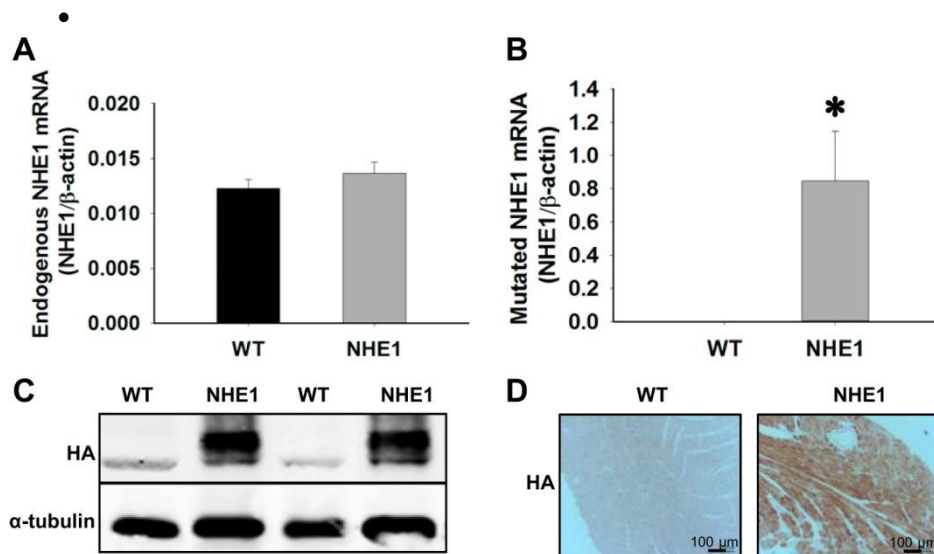 •
A
Endogenous NHE1 mRNA
(NHE1/β-actin)
0.020
0.015
0.010
0.005
0.000
WT NHE1
B
Mutated NHE1 mRNA
(NHE1/β-actin)
1.4
1.2
1.0
0.8
0.6
0.4
0.2
0.0
*
WT NHE1
C
WT NHE1 WT NHE1
HA
α-tubulin
D
WT NHE1
HA
100 µm 100 µm